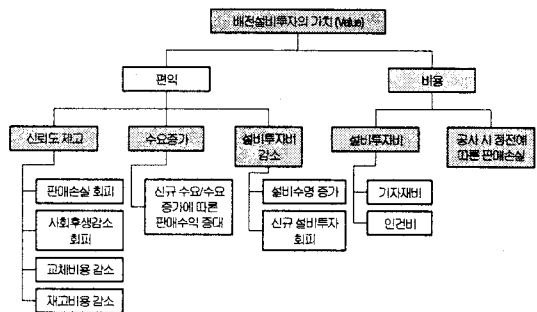 배전설비투자의 가치 (Value)
편익
비용
신뢰도 제고
수요증가
설비투자비
감소
설비투자비
공사 시 정전에
따른 판매손실
판매손실 회피
사회후생감소
회피
교체비용 감소
재고비용 감소
신규 수요/수요
증가에 따른
판매수익 증대
설비수명 증가
신규 설비투자
회피
기자재비
인건비